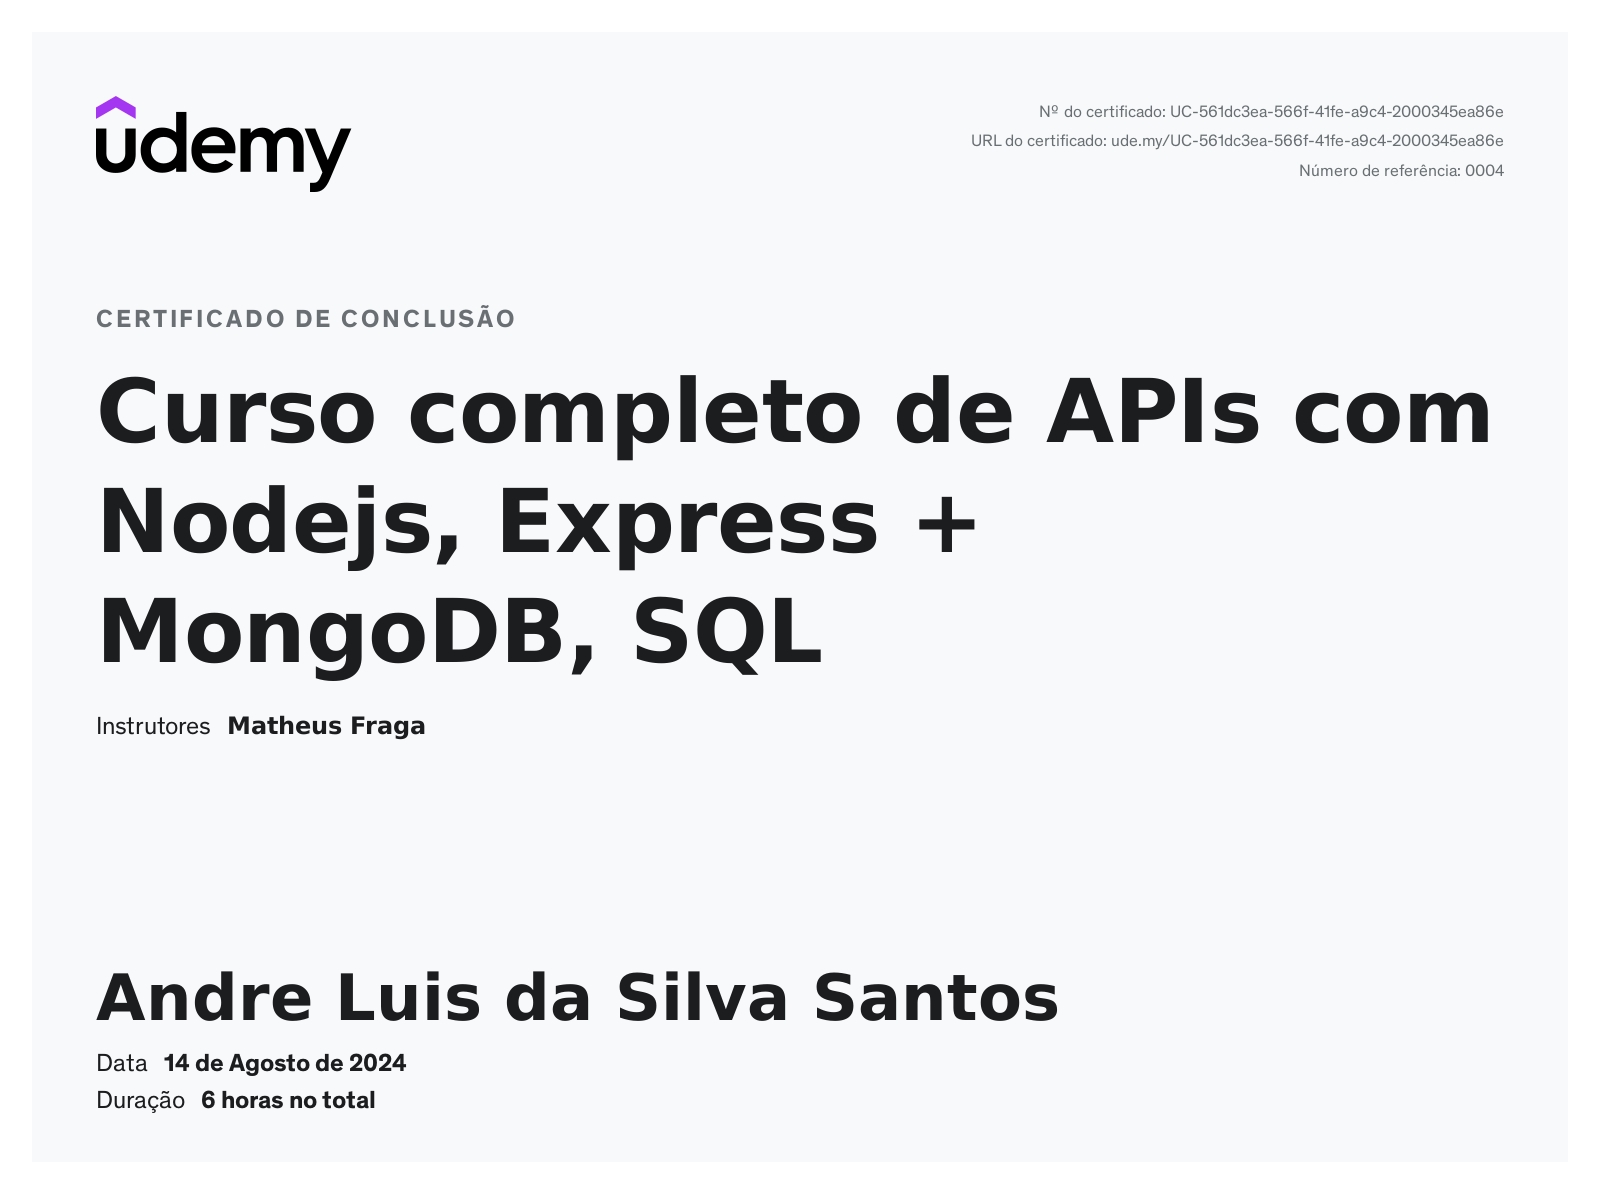 udemy
Nº do certificado: UC-561dc3ea-566f-41fe-a9c4-2000345ea86e
URL do certificado: ude.my/UC-561dc3ea-566f-41fe-a9c4-2000345ea86e
Número de referência: 0004
CERTIFICADO DE CONCLUSÃO
Curso completo de APIs com
Nodejs, Express +
MongoDB, SQL
Instrutores Matheus Fraga
Andre Luis da Silva Santos
Data 14 de Agosto de 2024
Duração 6 horas no total